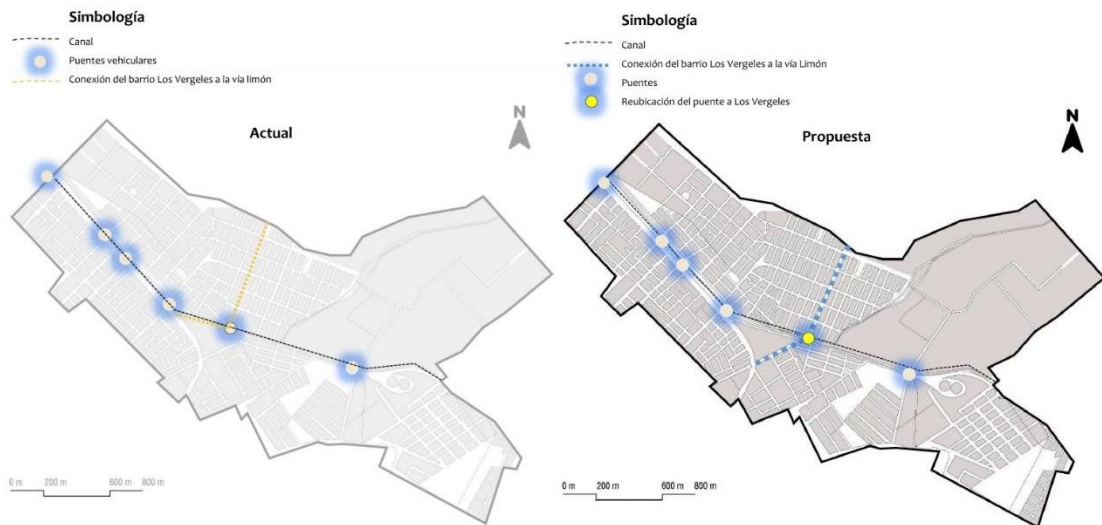 Simbología
Canal
Puentes vehiculares
Conexión del barrio Los Vergeles a la vía limón
Actual
N
0 m 200 m 600 m 800 m
Simbología
Canal
Conexión del barrio Los Vergeles a la vía Limón
Puentes
Reubicación del puente a Los Vergeles
Propuesta
N
0 m 200 m 600 m 800 m